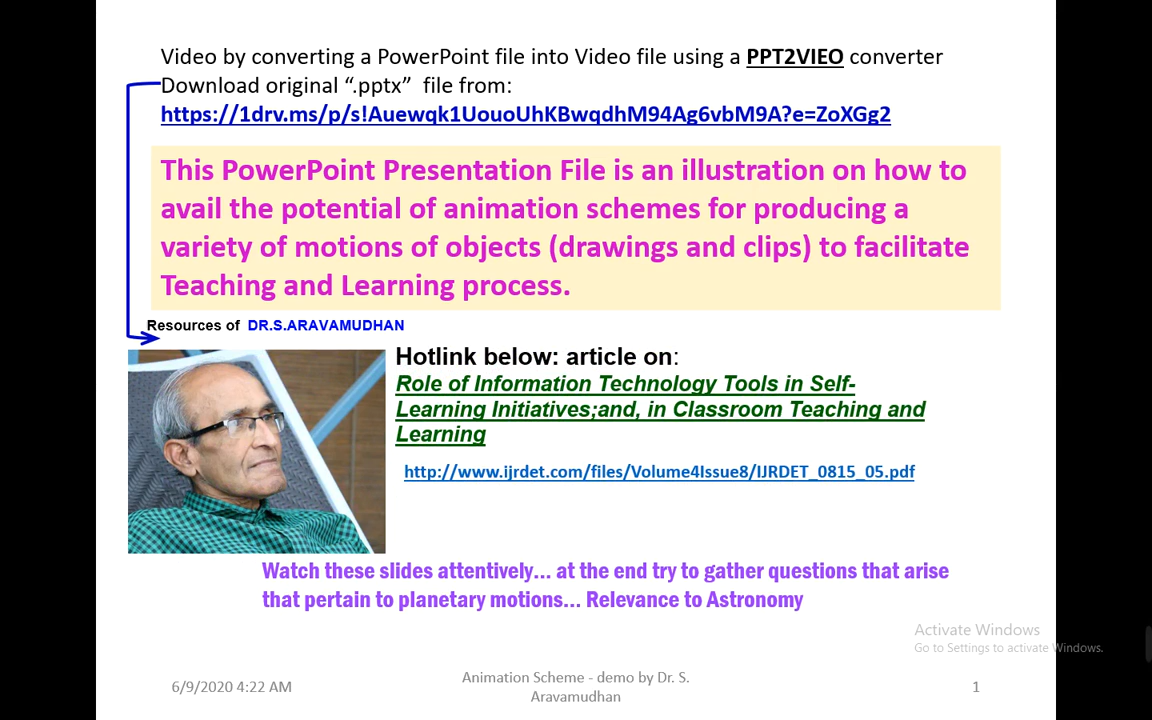 Video by converting a PowerPoint file into Video file using a PPT2VIEO converter
Download original “.pptx” file from:
https://1drv.ms/p/s!Auewqk1UouoUhKBwqdhM94Ag6vbM9A?e=ZoXGg2
This PowerPoint Presentation File is an illustration on how to
avail the potential of animation schemes for producing a
variety of motions of objects (drawings and clips) to facilitate
Teaching and Learning process.
Resources of DR.S.ARAVAMUDHAN
Hotlink below: article on:
Role of Information Technology Tools in Self-
Learning Initiatives;and, in Classroom Teaching and
Learning
http://www.ijrdet.com/files/Volume4Issue8/IJRDET_0815_05.pdf
Watch these slides attentively... at the end try to gather questions that arise
that pertain to planetary motions... Relevance to Astronomy
Activate Windows
Go to Settings to activate Windows.
6/9/2020 4:22 AM
Animation Scheme - demo by Dr. S.
Aravamudhan
1